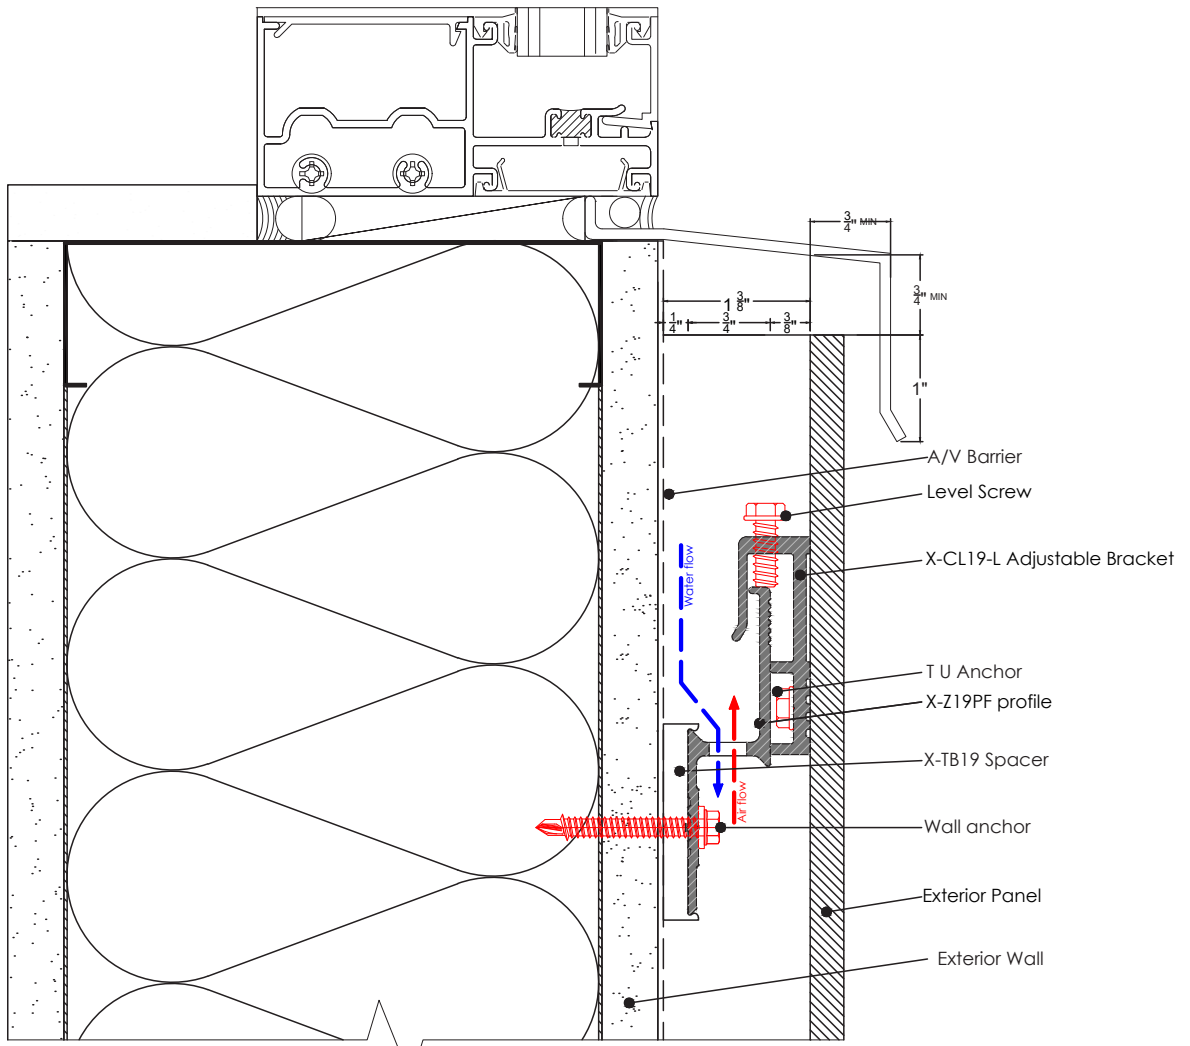 3/4" MIN
3/4" MIN
1 3/8"
1/4"
3/4"
3/8"
1"
A/V Barrier
Level Screw
X-CL19-L Adjustable Bracket
Water flow
T U Anchor
X-Z19PF profile
X-TB19 Spacer
Air flow
Wall anchor
Exterior Panel
Exterior Wall